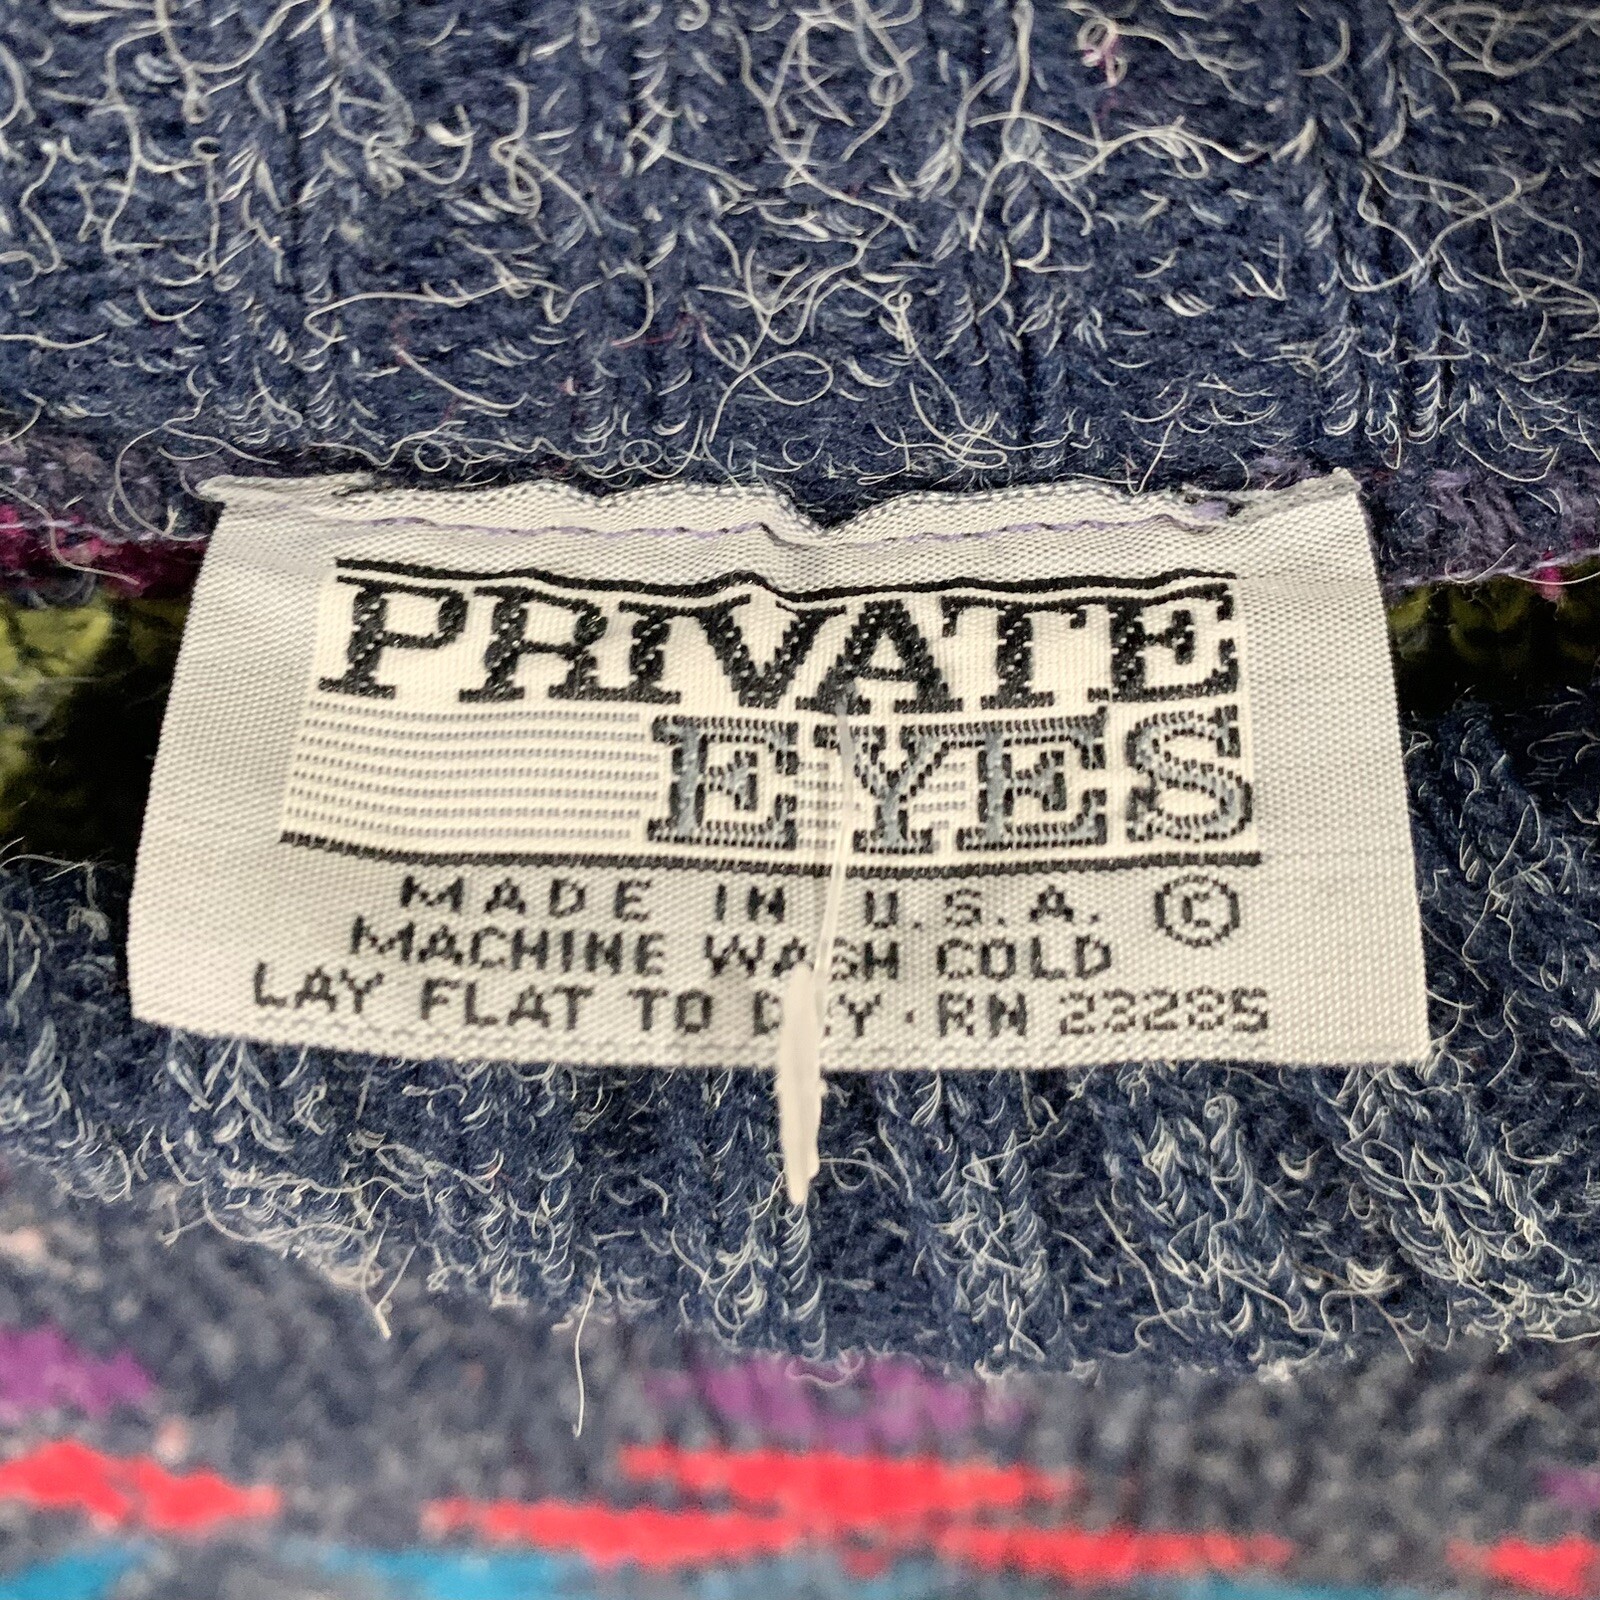 PRIVATE
EYES
MADE IN U.S.A. ©
MACHINE WASH COLD
LAY FLAT TO DRY · RN 23285